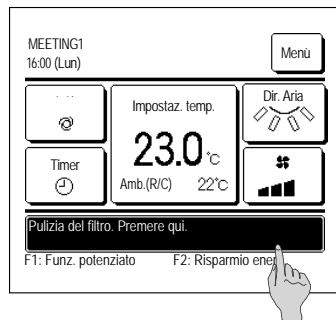 MEETING1
16:00 (Lun)
Menù
Impostaz. temp.
Dir. Aria
23.0 °C
Timer
Amb.(R/C) 22°C
Pulizia del filtro. Premere qui.
F1: Funz. potenziato F2: Risparmio